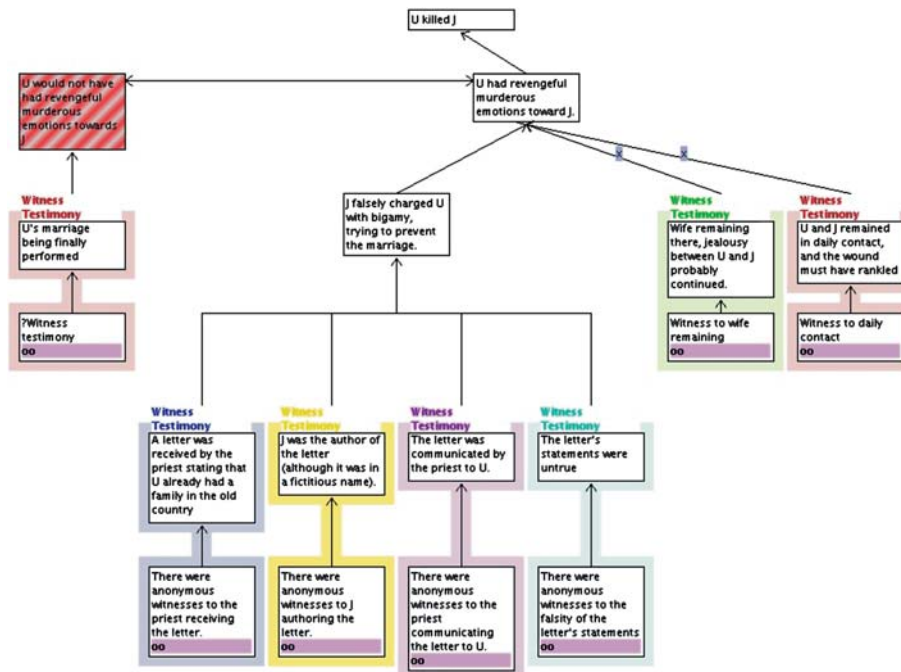 U killed J
U would not have
had revengeful
murderous
emotions towards
J
U had revengeful
murderous
emotions toward J.
x
x
Witness
Testimony
U's marriage
being finally
performed
?Witness
testimony
oo
J falsely charged U
with bigamy,
trying to prevent
the marriage.
Witness
Testimony
Wife remaining
there, jealousy
between U and J
probably
continued.
Witness to wife
remaining
oo
Witness
Testimony
U and J remained
in daily contact,
and the wound
must have rankled
Witness to daily
contact
oo
Witness
Testimony
A letter was
received by the
priest stating that
U already had a
family in the old
country
There were
anonymous
witnesses to the
priest receiving
the letter.
oo
Witness
Testimony
J was the author of
the letter
(although it was in
a fictitious name).
There were
anonymous
witnesses to J
authoring the
letter.
oo
Witness
Testimony
The letter was
communicated by
the priest to U.
There were
anonymous
witnesses to the
priest
communicating
the letter to U.
oo
Witness
Testimony
The letter's
statements were
untrue
There were
anonymous
witnesses to the
falsity of the
letter's statements
oo